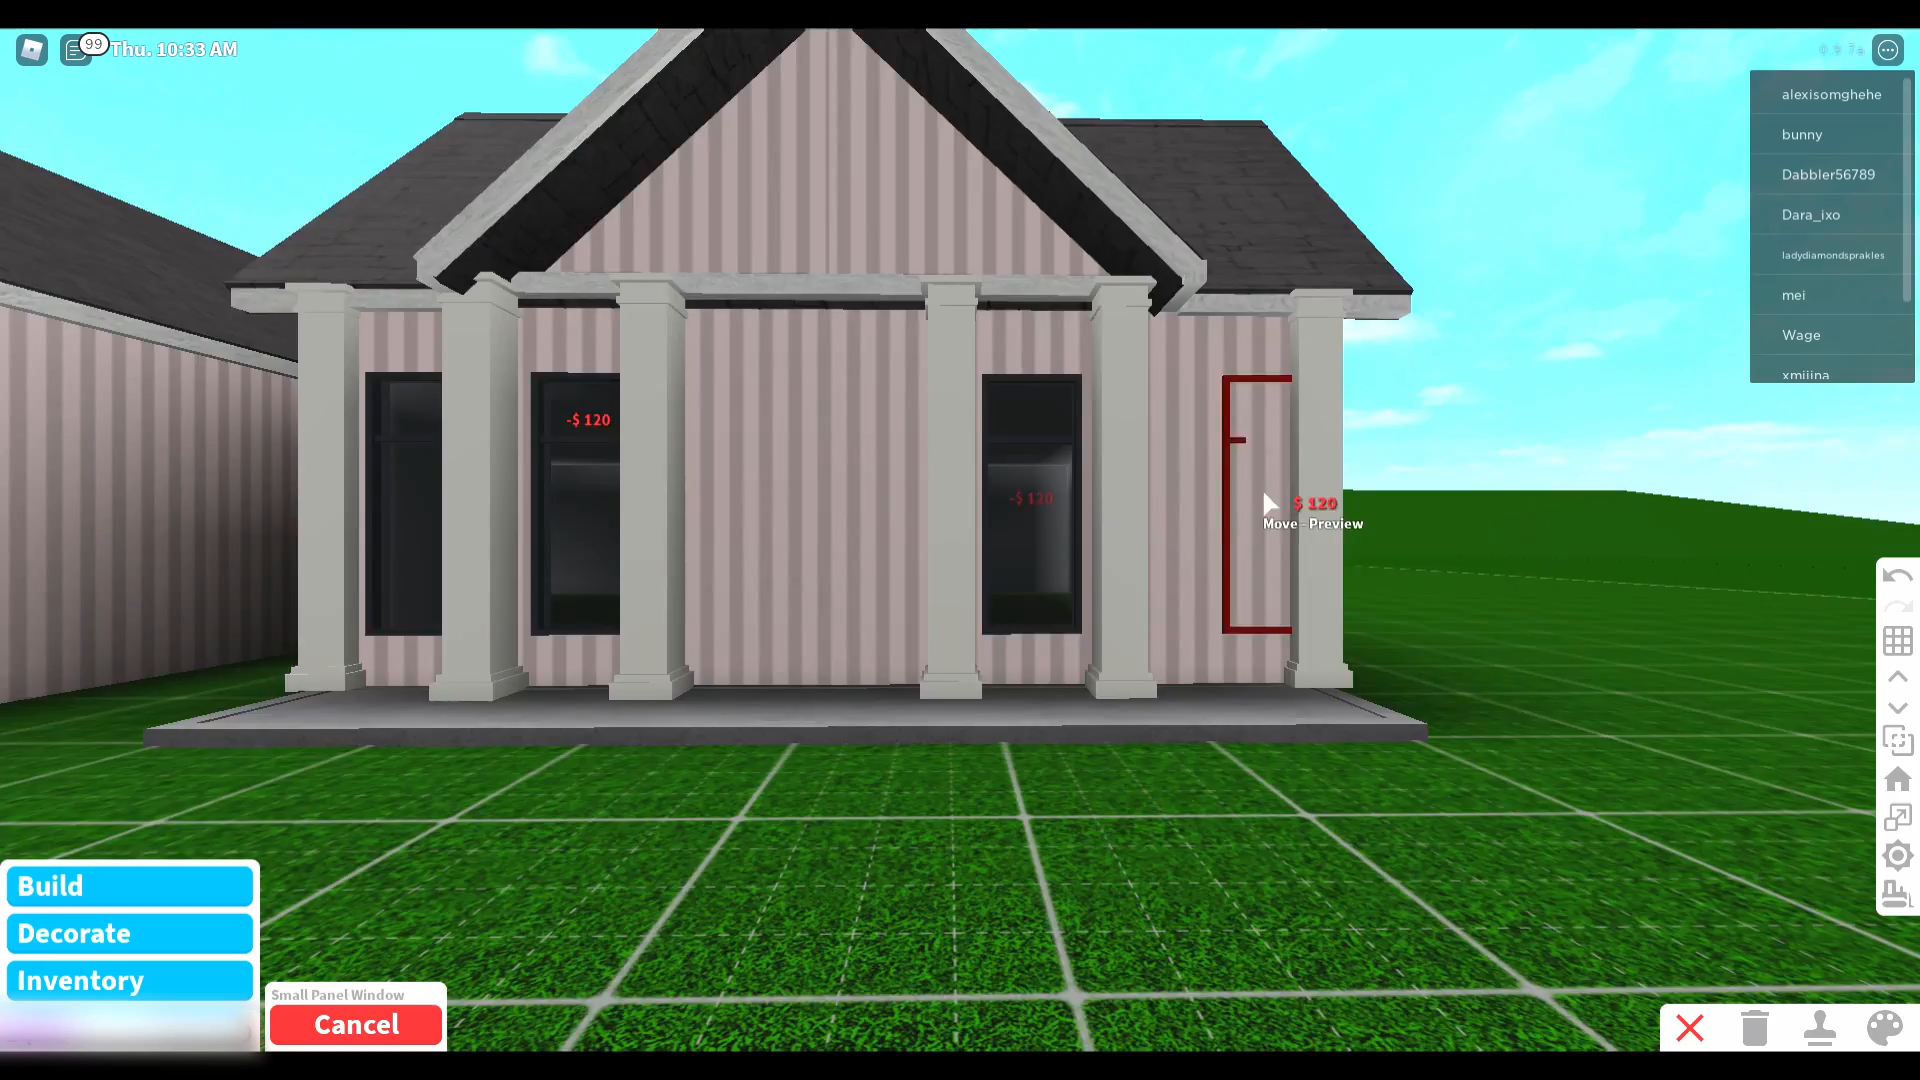 99
Thu. 10:33 AM
alexisomghehe
bunny
Dabbler56789
Dara_ixo
ladydiamondsprakles
mei
Wage
xmiiina
-$ 120
-$ 120
$ 120
Move - Preview
Build
Decorate
Inventory
Small Panel Window
Cancel